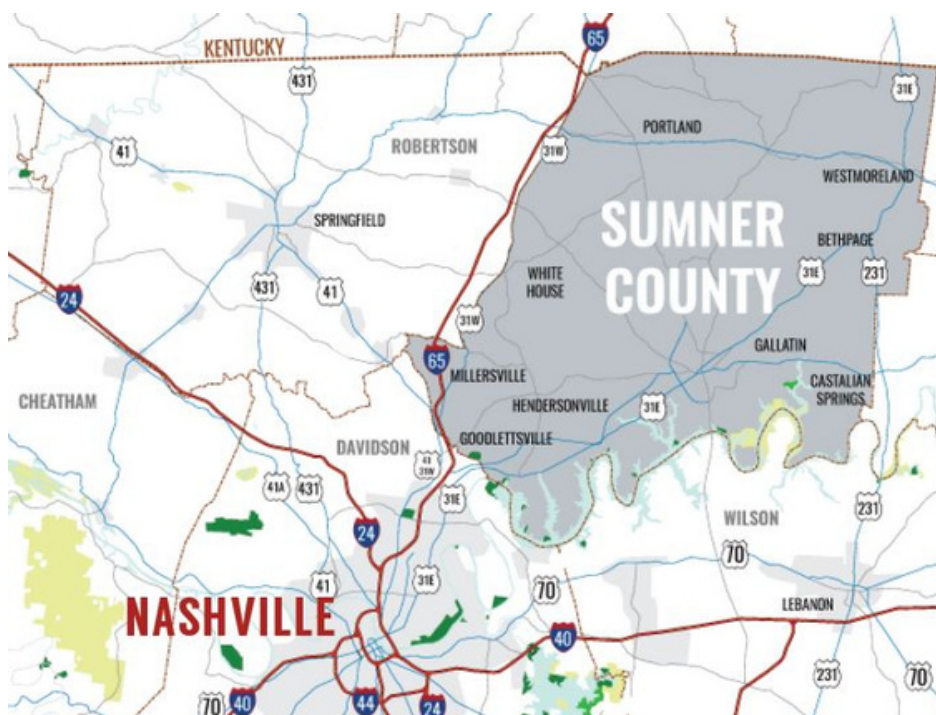 65
KENTUCKY
431
31E
PORTLAND
41
ROBERTSON
31W
WESTMORELAND
SPRINGFIELD
SUMNER
COUNTY
BETHPAGE
WHITE
HOUSE
31E
231
431
41
24
31W
65
GALLATIN
MILLERSVILLE
CASTALIAN
SPRINGS
CHEATHAM
HENDERSONVILLE
31E
GOODLETTSVILLE
DAVIDSON
41
31W
41A
431
31E
231
WILSON
24
70
41
31E
70
NASHVILLE
LEBANON
40
231
70
70
40
44
24